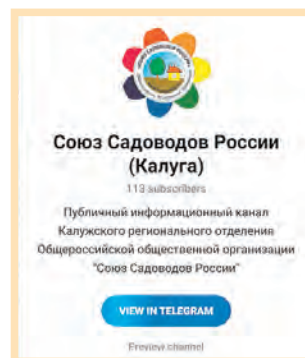 Союз Садоводов России
(Калуга)
113 subscribers
Публичный информационный канал
Калужского регионального отделения
Общероссийской общественной организации
"Союз Садоводов России"
VIEW IN TELEGRAM
Preview channel